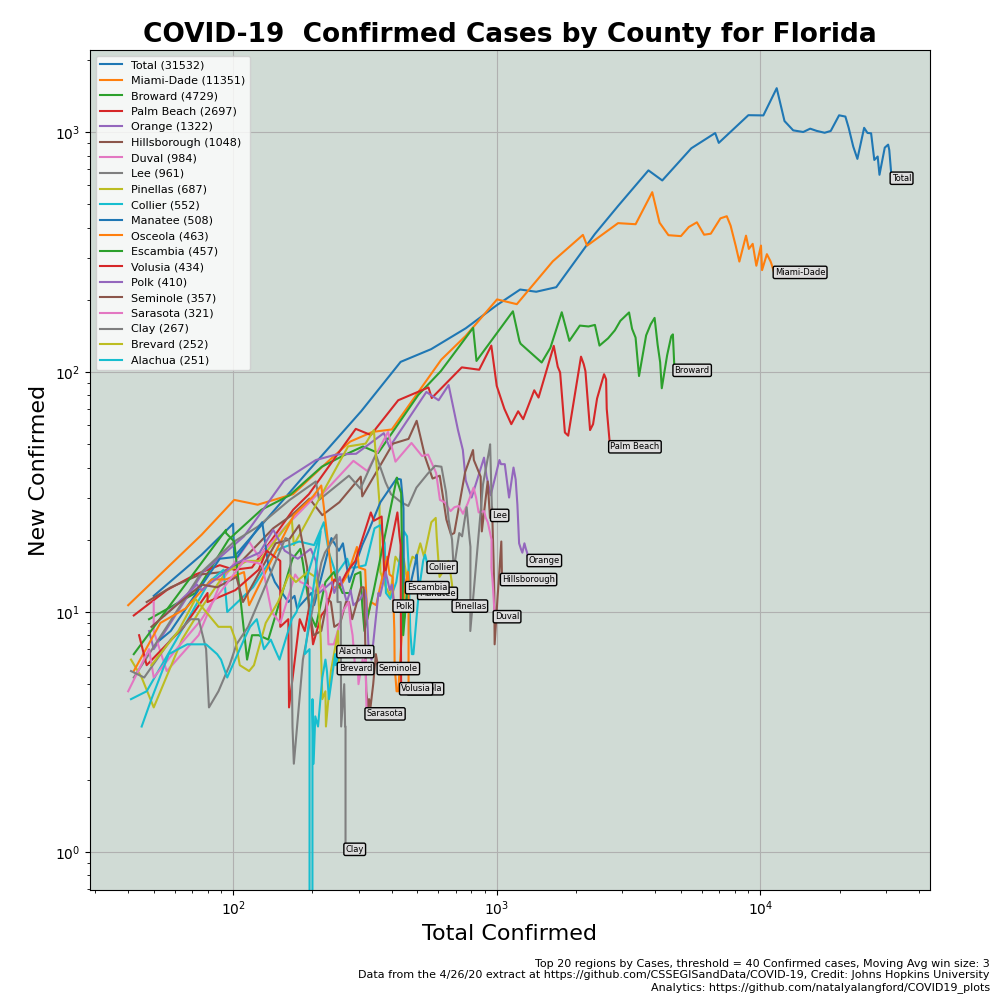 COVID-19  Confirmed Cases by County for Florida
Total (31532)
Miami-Dade (11351)
Broward (4729)
Palm Beach (2697)
Orange (1322)
Hillsborough (1048)
Duval (984)
Lee (961)
Pinellas (687)
Collier (552)
Manatee (508)
Osceola (463)
Escambia (457)
Volusia (434)
Polk (410)
Seminole (357)
Sarasota (321)
Clay (267)
Brevard (252)
Alachua (251)
10³
10²
10¹
10⁰
New Confirmed
Total
Miami-Dade
Broward
Palm Beach
Lee
Orange
Collier
Hillsborough
Escambia
Polk
Pinellas
Duval
Alachua
Brevard
Seminole
Volusia
Sarasota
Clay
10²
10³
10⁴
Total Confirmed
Top 20 regions by Cases, threshold = 40 Confirmed cases, Moving Avg win size: 3
Data from the 4/26/20 extract at https://github.com/CSSEGISandData/COVID-19, Credit: Johns Hopkins University
Analytics: https://github.com/natalyalangford/COVID19_plots